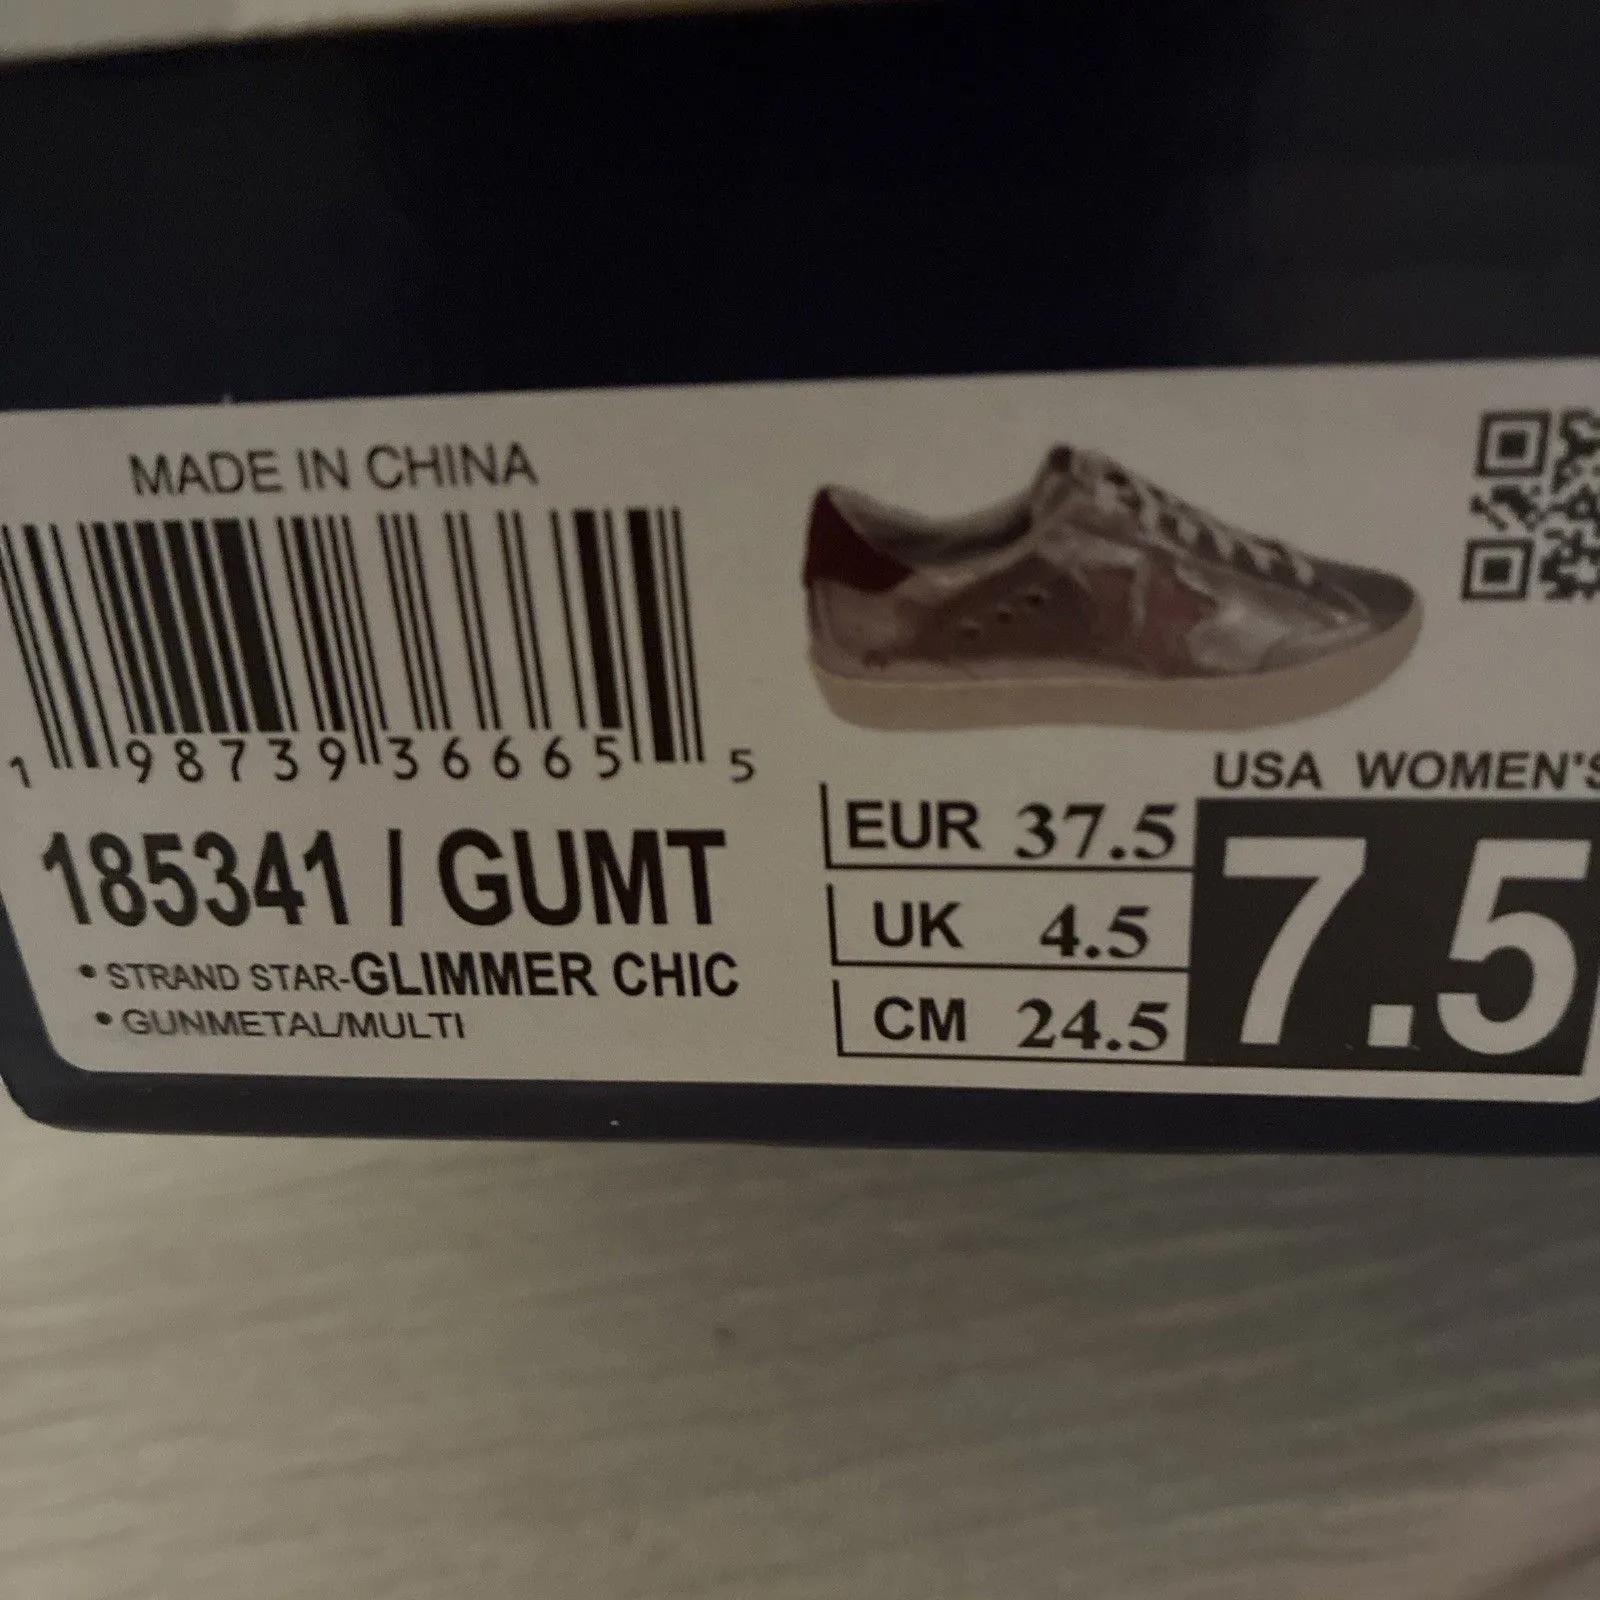 MADE IN CHINA
1 98739 36665 5
185341 / GUMT
• STRAND STAR-GLIMMER CHIC
• GUNMETAL/MULTI
USA WOMEN'S
EUR 37.5
UK 4.5
CM 24.5
7.5